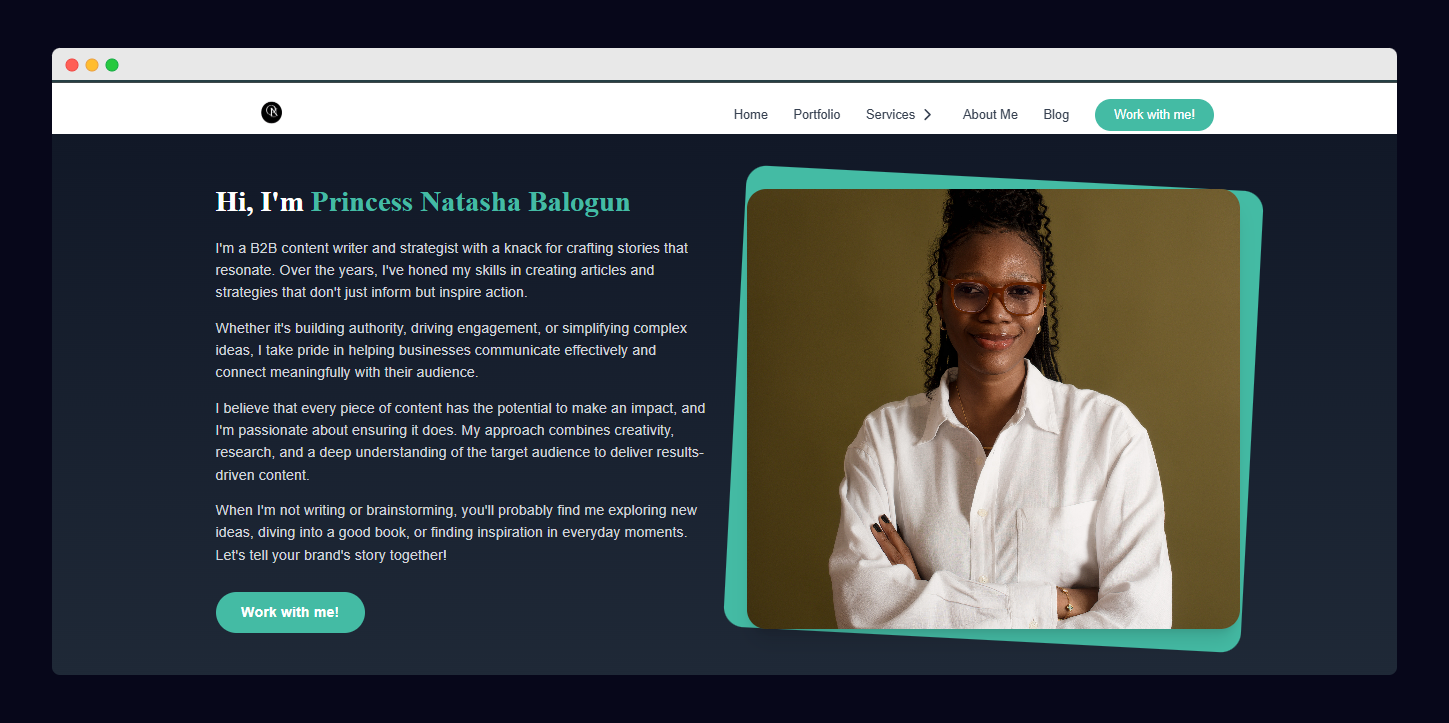 Home Portfolio Services About Me Blog Work with me!
Hi, I'm Princess Natasha Balogun
I'm a B2B content writer and strategist with a knack for crafting stories that
resonate. Over the years, I've honed my skills in creating articles and
strategies that don't just inform but inspire action.
Whether it's building authority, driving engagement, or simplifying complex
ideas, I take pride in helping businesses communicate effectively and
connect meaningfully with their audience.
I believe that every piece of content has the potential to make an impact, and
I'm passionate about ensuring it does. My approach combines creativity,
research, and a deep understanding of the target audience to deliver results-
driven content.
When I'm not writing or brainstorming, you'll probably find me exploring new
ideas, diving into a good book, or finding inspiration in everyday moments.
Let's tell your brand's story together!
Work with me!